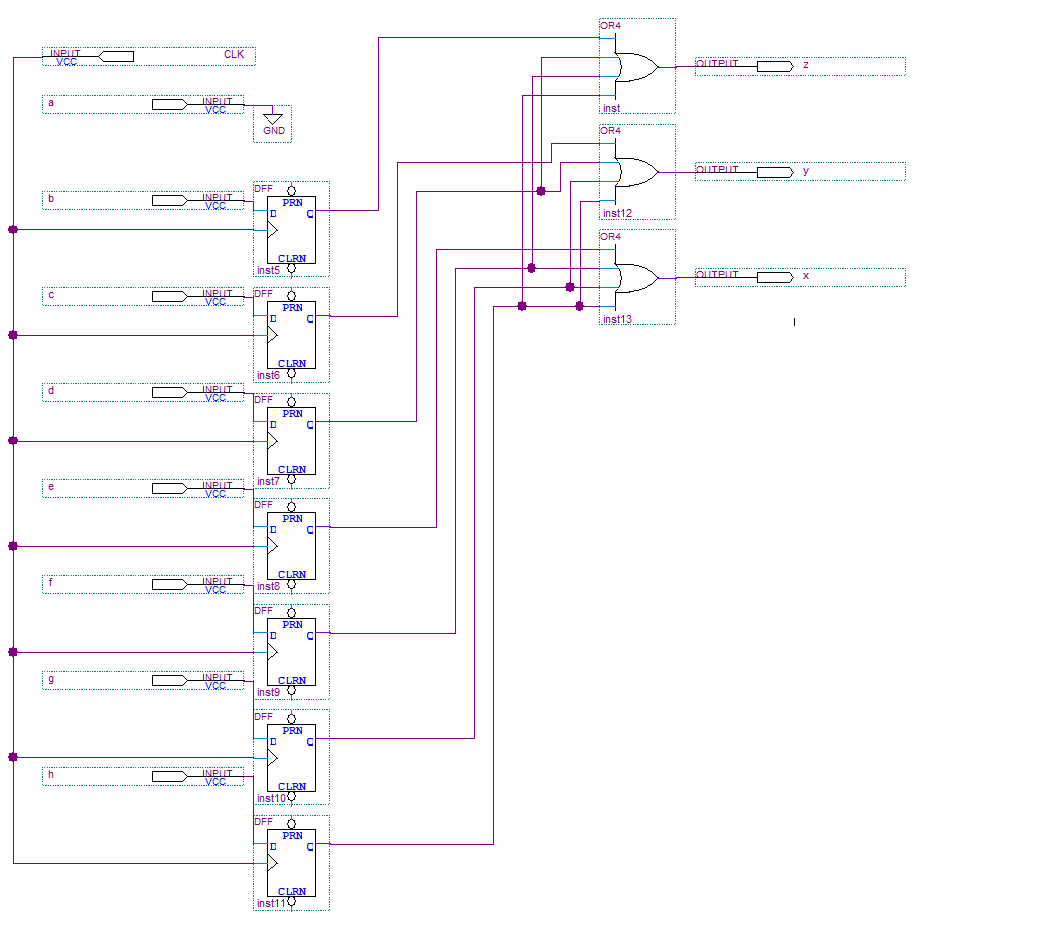 INPUT
VCC
CLK
OR4
inst
OUTPUT
z
a
INPUT
VCC
GND
OR4
inst12
OUTPUT
y
b
INPUT
VCC
DFF
PRN
D
Q
CLRN
inst5
OR4
inst13
OUTPUT
x
c
INPUT
VCC
DFF
PRN
D
Q
CLRN
inst6
d
INPUT
VCC
DFF
PRN
D
Q
CLRN
inst7
e
INPUT
VCC
DFF
PRN
D
Q
CLRN
inst8
f
INPUT
VCC
DFF
PRN
D
Q
CLRN
inst9
g
INPUT
VCC
DFF
PRN
D
Q
CLRN
inst10
h
INPUT
VCC
DFF
PRN
D
Q
CLRN
inst11